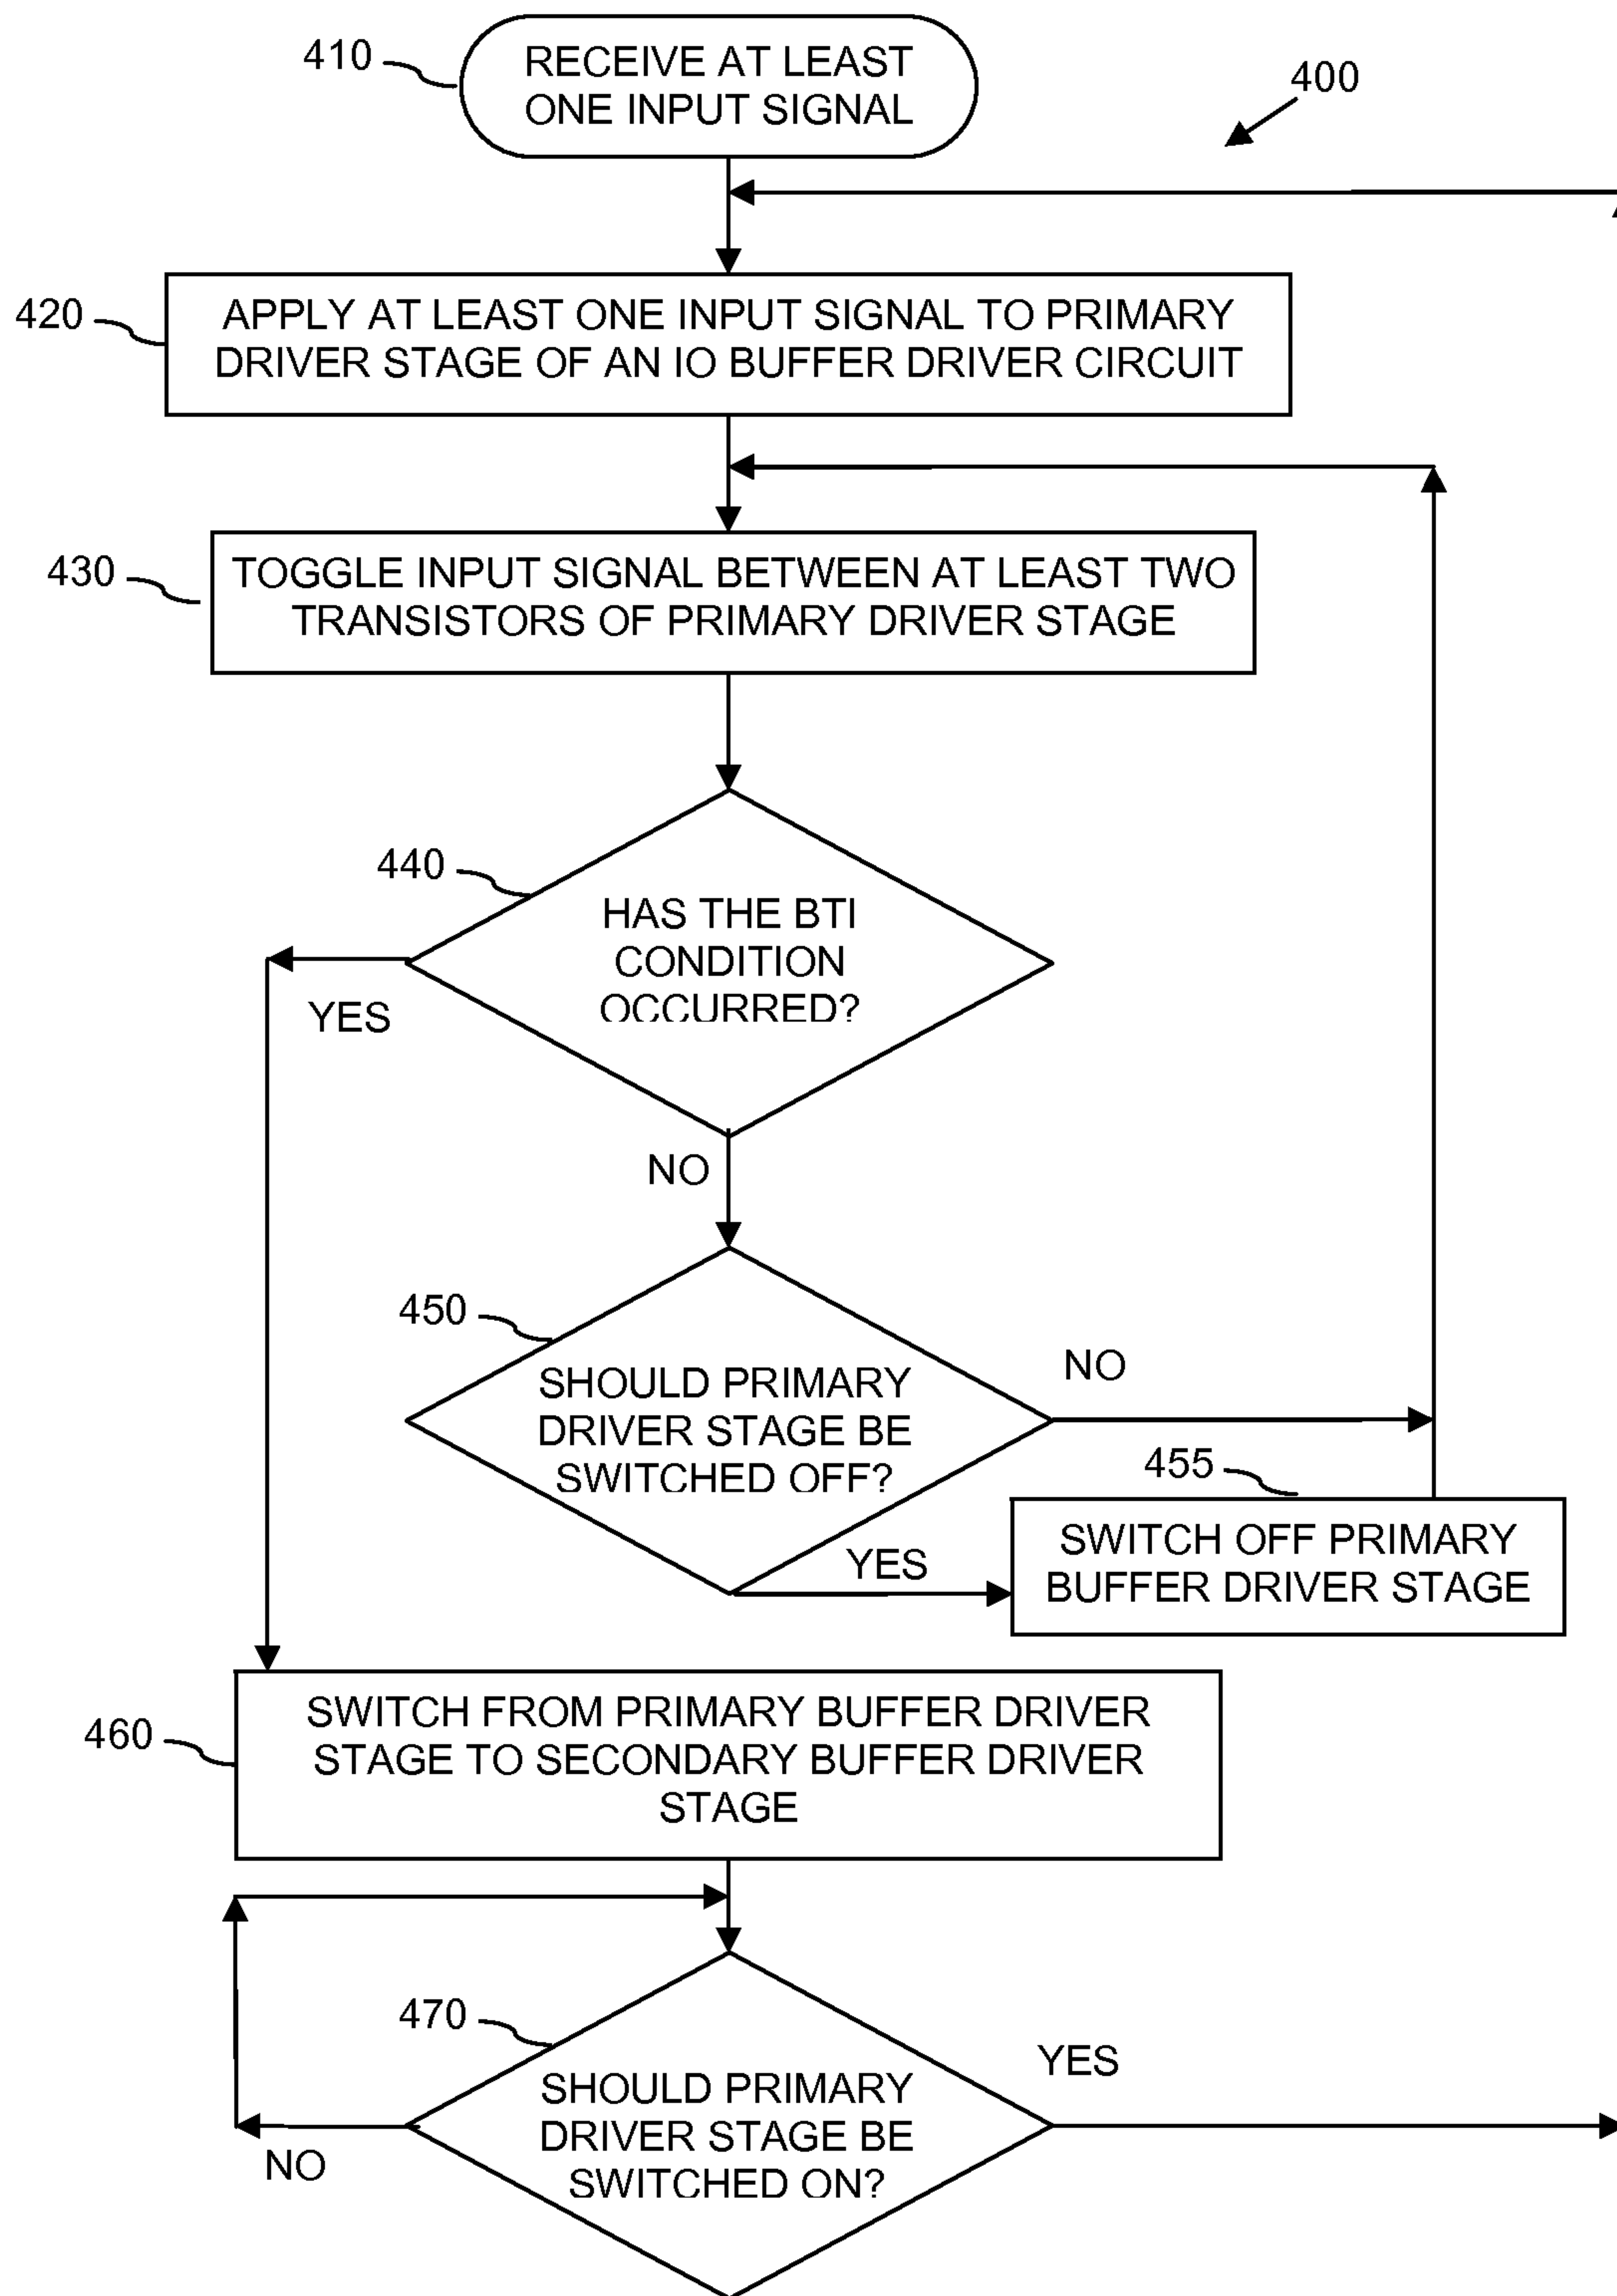 410
RECEIVE AT LEAST
ONE INPUT SIGNAL
400
420
APPLY AT LEAST ONE INPUT SIGNAL TO PRIMARY
DRIVER STAGE OF AN IO BUFFER DRIVER CIRCUIT
430
TOGGLE INPUT SIGNAL BETWEEN AT LEAST TWO
TRANSISTORS OF PRIMARY DRIVER STAGE
440
HAS THE BTI
CONDITION
OCCURRED?
YES
NO
450
SHOULD PRIMARY
DRIVER STAGE BE
SWITCHED OFF?
NO
YES
455
SWITCH OFF PRIMARY
BUFFER DRIVER STAGE
460
SWITCH FROM PRIMARY BUFFER DRIVER
STAGE TO SECONDARY BUFFER DRIVER
STAGE
470
SHOULD PRIMARY
DRIVER STAGE BE
SWITCHED ON?
YES
NO